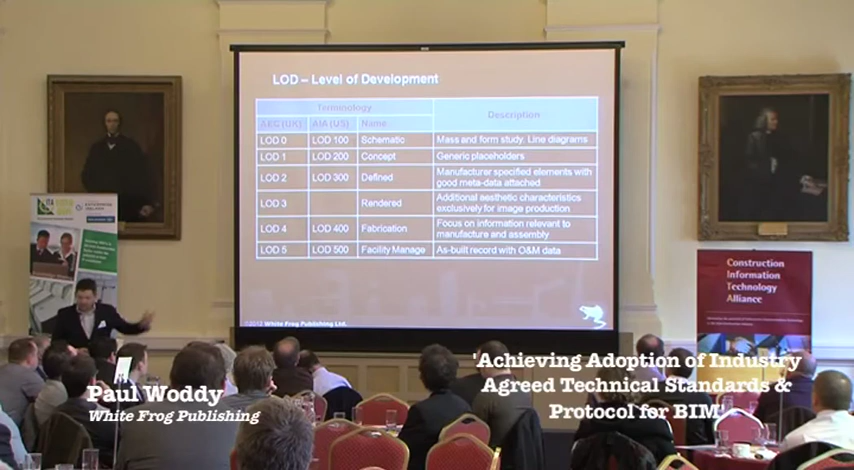 LOD – Level of Development
Terminology
Description
AEC (UK) AIA (US) Name
LOD 0 LOD 100 Schematic Mass and form study. Line diagrams
LOD 1 LOD 200 Concept Generic placeholders
LOD 2 LOD 300 Defined Manufacturer specified elements with
good meta-data attached
LOD 3 Rendered Additional aesthetic characteristics
exclusively for image production
LOD 4 LOD 400 Fabrication Focus on information relevant to
manufacture and assembly
LOD 5 LOD 500 Facility Manage As-built record with O&M data
©2012 White Frog Publishing Ltd.
Construction
Information
Technology
Alliance
Paul Woddy
White Frog Publishing
'Achieving Adoption of Industry
Agreed Technical Standards &
Protocol for BIM'